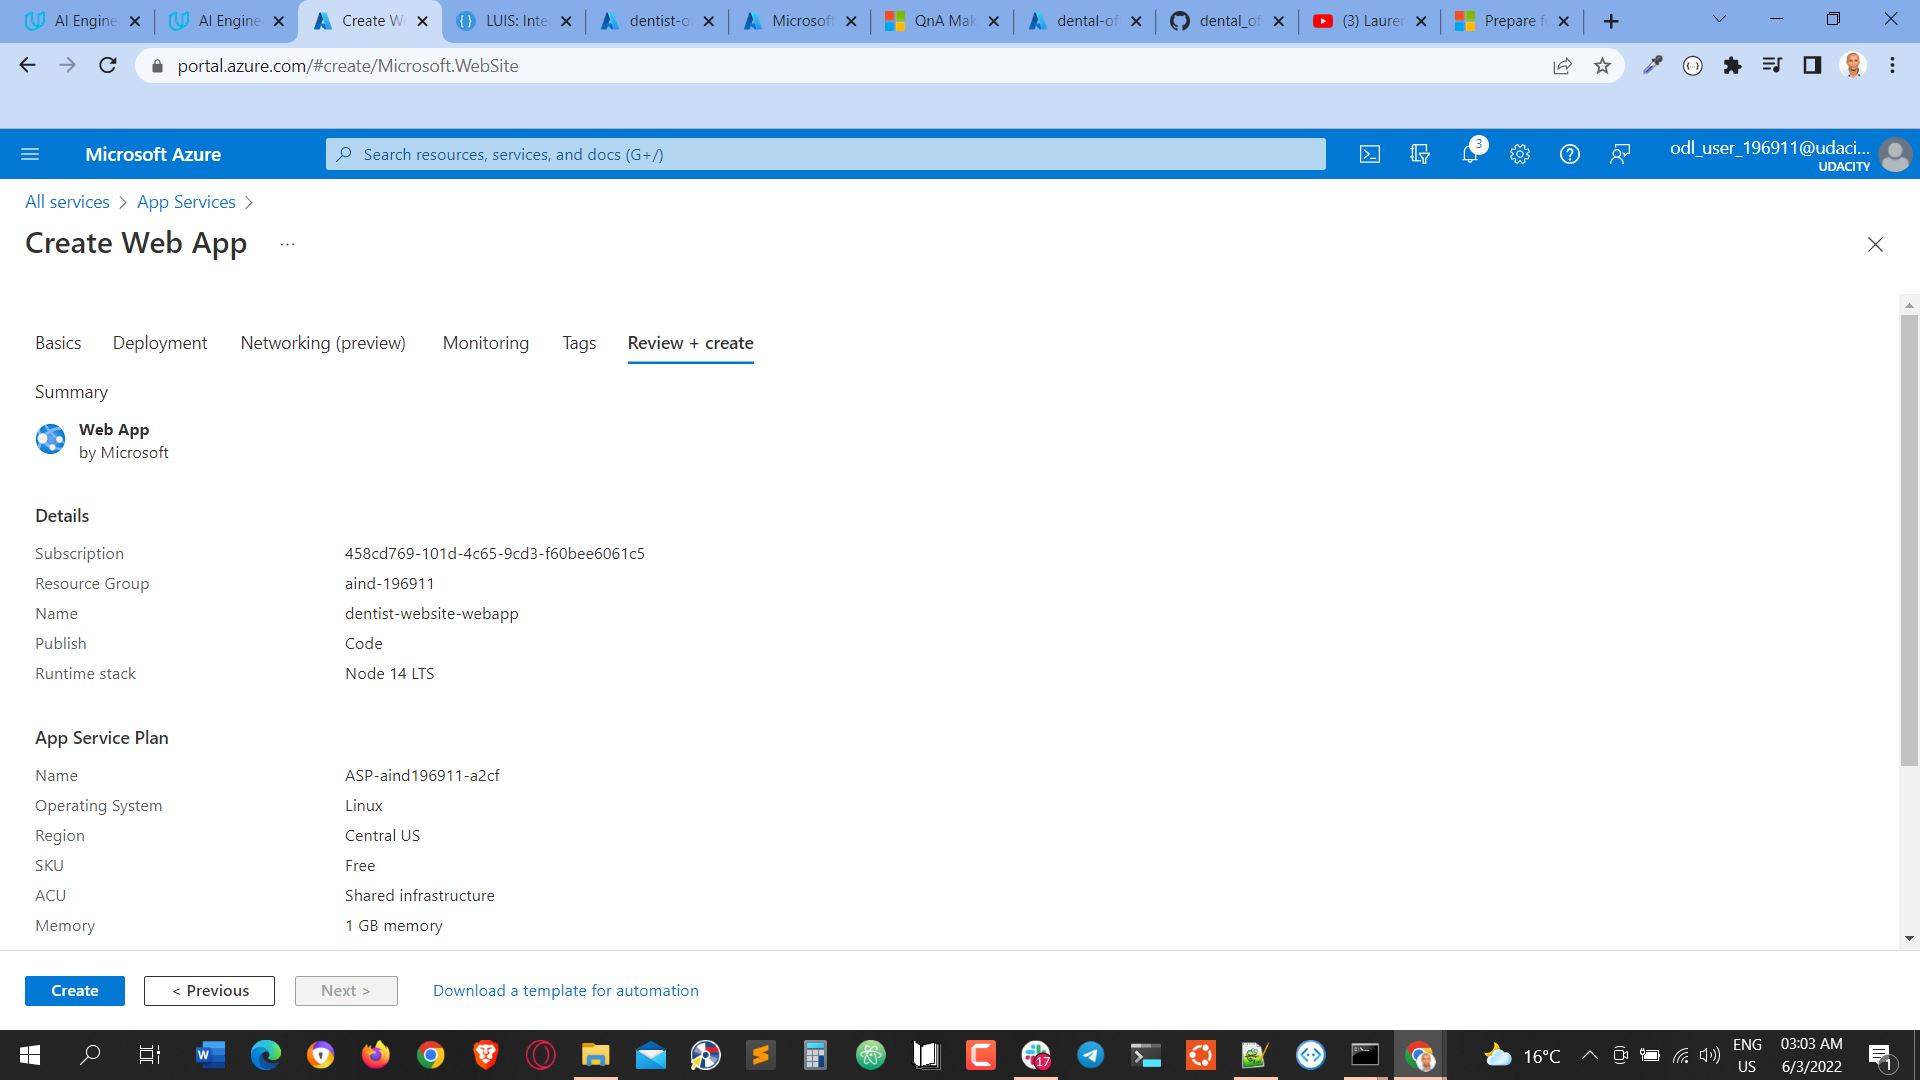 AI Engine
AI Engine
Create We
LUIS: Inte
dentist-of
Microsoft
QnA Mak
dental-of
dental_of
(3) Lauren
Prepare f
portal.azure.com/#create/Microsoft.WebSite
Microsoft Azure
Search resources, services, and docs (G+/)
3
odl_user_196911@udaci...
UDACITY
All services > App Services >
Create Web App ...
Basics Deployment Networking (preview) Monitoring Tags Review + create
Summary
Web App
by Microsoft
Details
Subscription 458cd769-101d-4c65-9cd3-f60bee6061c5
Resource Group aind-196911
Name dentist-website-webapp
Publish Code
Runtime stack Node 14 LTS
App Service Plan
Name ASP-aind196911-a2cf
Operating System Linux
Region Central US
SKU Free
ACU Shared infrastructure
Memory 1 GB memory
Create < Previous Next > Download a template for automation
17
16°C
ENG
US
03:03 AM
6/3/2022
1